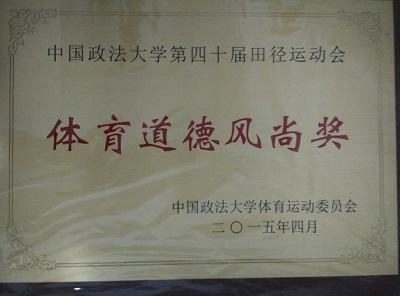 中国政法大学第四十届田径运动会
体育道德风尚奖
中国政法大学体育运动委员会
二〇一五年四月